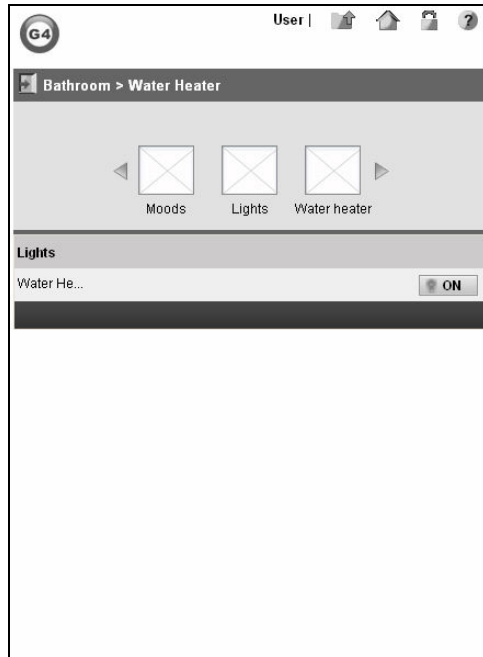 G4
User |
?
Bathroom > Water Heater
Moods Lights Water heater
Lights
Water He... ON